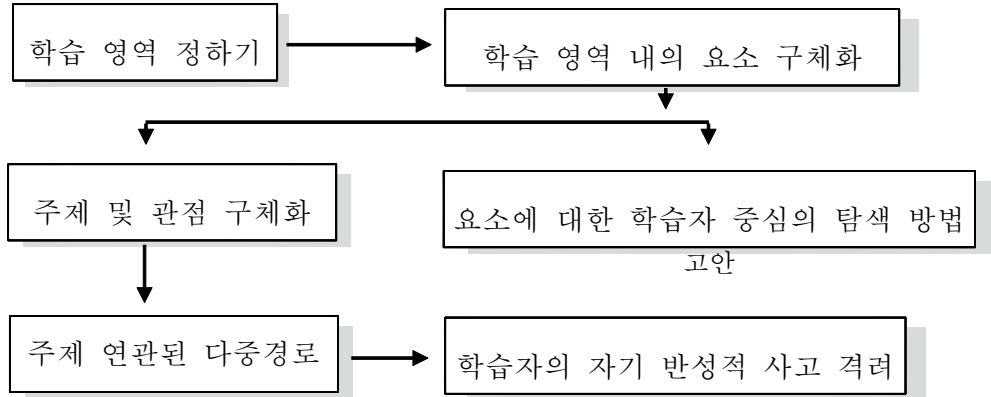 학습 영역 정하기
학습 영역 내의 요소 구체화
주제 및 관점 구체화
요소에 대한 학습자 중심의 탐색 방법
고안
주제 연관된 다중경로
학습자의 자기 반성적 사고 격려